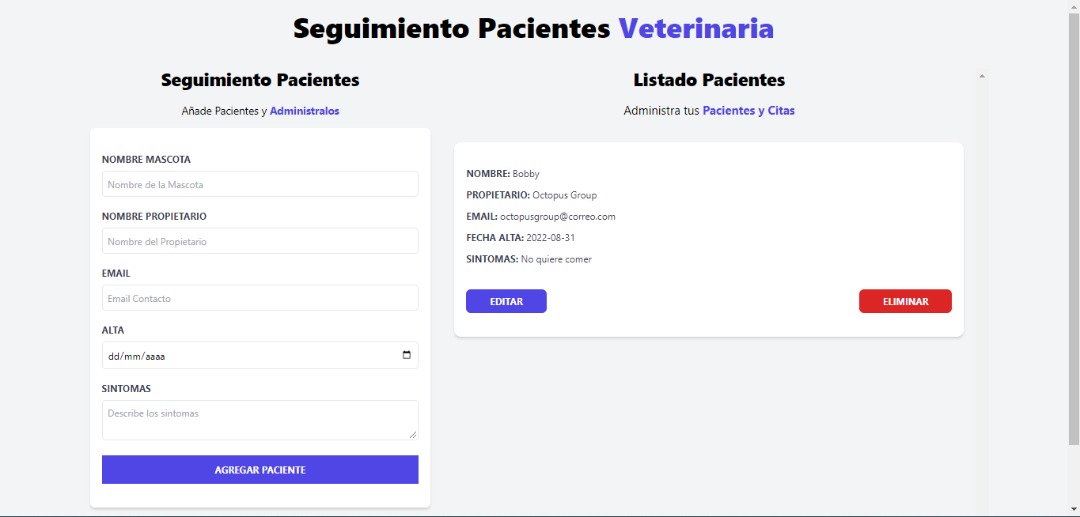 Seguimiento Pacientes Veterinaria
Seguimiento Pacientes
Añade Pacientes y Administralos
NOMBRE MASCOTA
Nombre de la Mascota
NOMBRE PROPIETARIO
Nombre del Propietario
EMAIL
Email Contacto
ALTA
dd/mm/aaaa
SINTOMAS
Describe los sintomas
AGREGAR PACIENTE
Listado Pacientes
Administra tus Pacientes y Citas
NOMBRE: Bobby
PROPIETARIO: Octopus Group
EMAIL: octopusgroup@correo.com
FECHA ALTA: 2022-08-31
SINTOMAS: No quiere comer
EDITAR
ELIMINAR